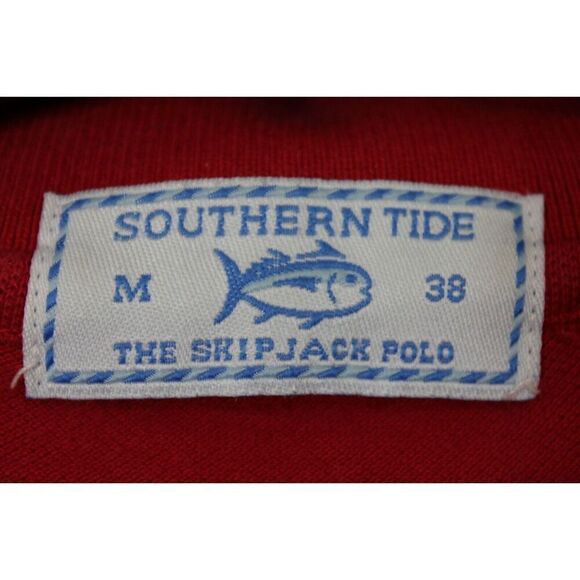 SOUTHERN TIDE
M 38
THE SKIPJACK POLO